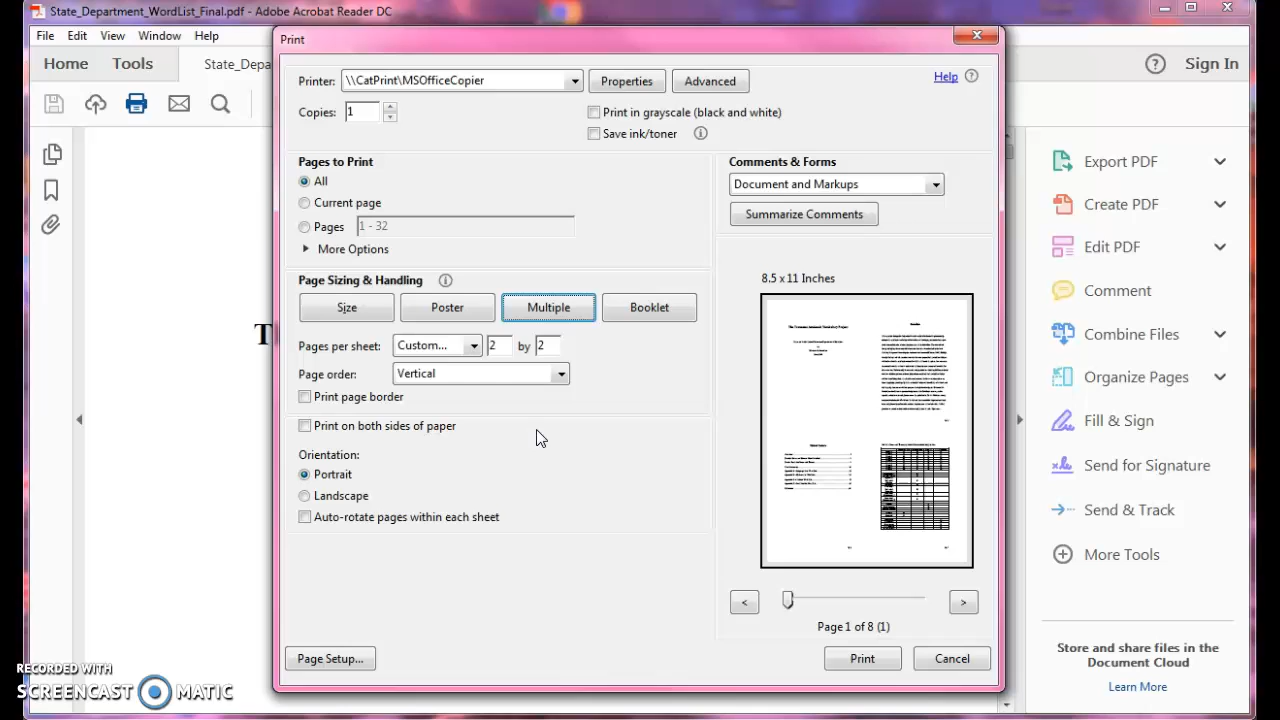 State_Department_WordList_Final.pdf - Adobe Acrobat Reader DC
File Edit View Window Help
Home Tools State_Depa
Sign In
Print
Printer: \\CatPrint\MSOfficeCopier Properties Advanced Help
Copies: 1
Print in grayscale (black and white)
Save ink/toner
Pages to Print
All
Current page
Pages 1 - 32
More Options
Comments & Forms
Document and Markups
Summarize Comments
Page Sizing & Handling
Size Poster Multiple Booklet
Pages per sheet: Custom... 2 by 2
Page order: Vertical
Print page border
Print on both sides of paper
Orientation:
Portrait
Landscape
Auto-rotate pages within each sheet
8.5 x 11 Inches
< >
Page 1 of 8 (1)
Page Setup... Print Cancel
T
Export PDF
Create PDF
Edit PDF
Comment
Combine Files
Organize Pages
Fill & Sign
Send for Signature
Send & Track
More Tools
Store and share files in the
Document Cloud
Learn More
RECORDED WITH
SCREENCAST MATIC